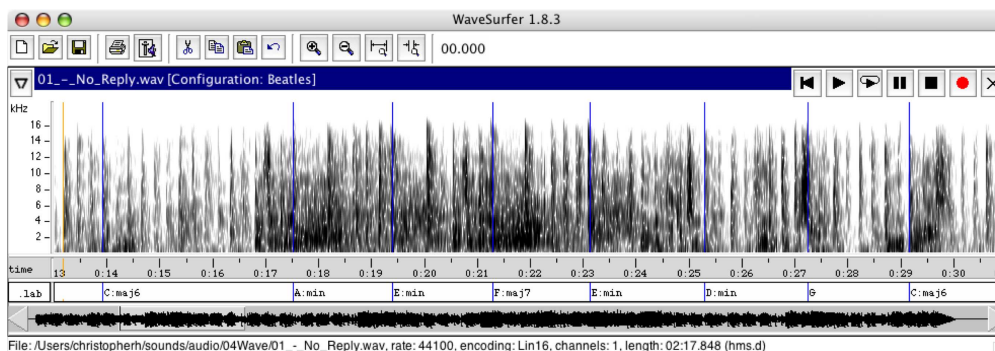 WaveSurfer 1.8.3
00.000
01_-_No_Reply.wav [Configuration: Beatles]
kHz
16
14
12
10
8
6
4
2
time 13 0:14 0:15 0:16 0:17 0:18 0:19 0:20 0:21 0:22 0:23 0:24 0:25 0:26 0:27 0:28 0:29 0:30
.lab C:maj6 A:min E:min F:maj7 E:min D:min G C:maj6
File: /Users/christopherh/sounds/audio/04Wave/01_-_No_Reply.wav, rate: 44100, encoding: Lin16, channels: 1, length: 02:17.848 (hms.d)